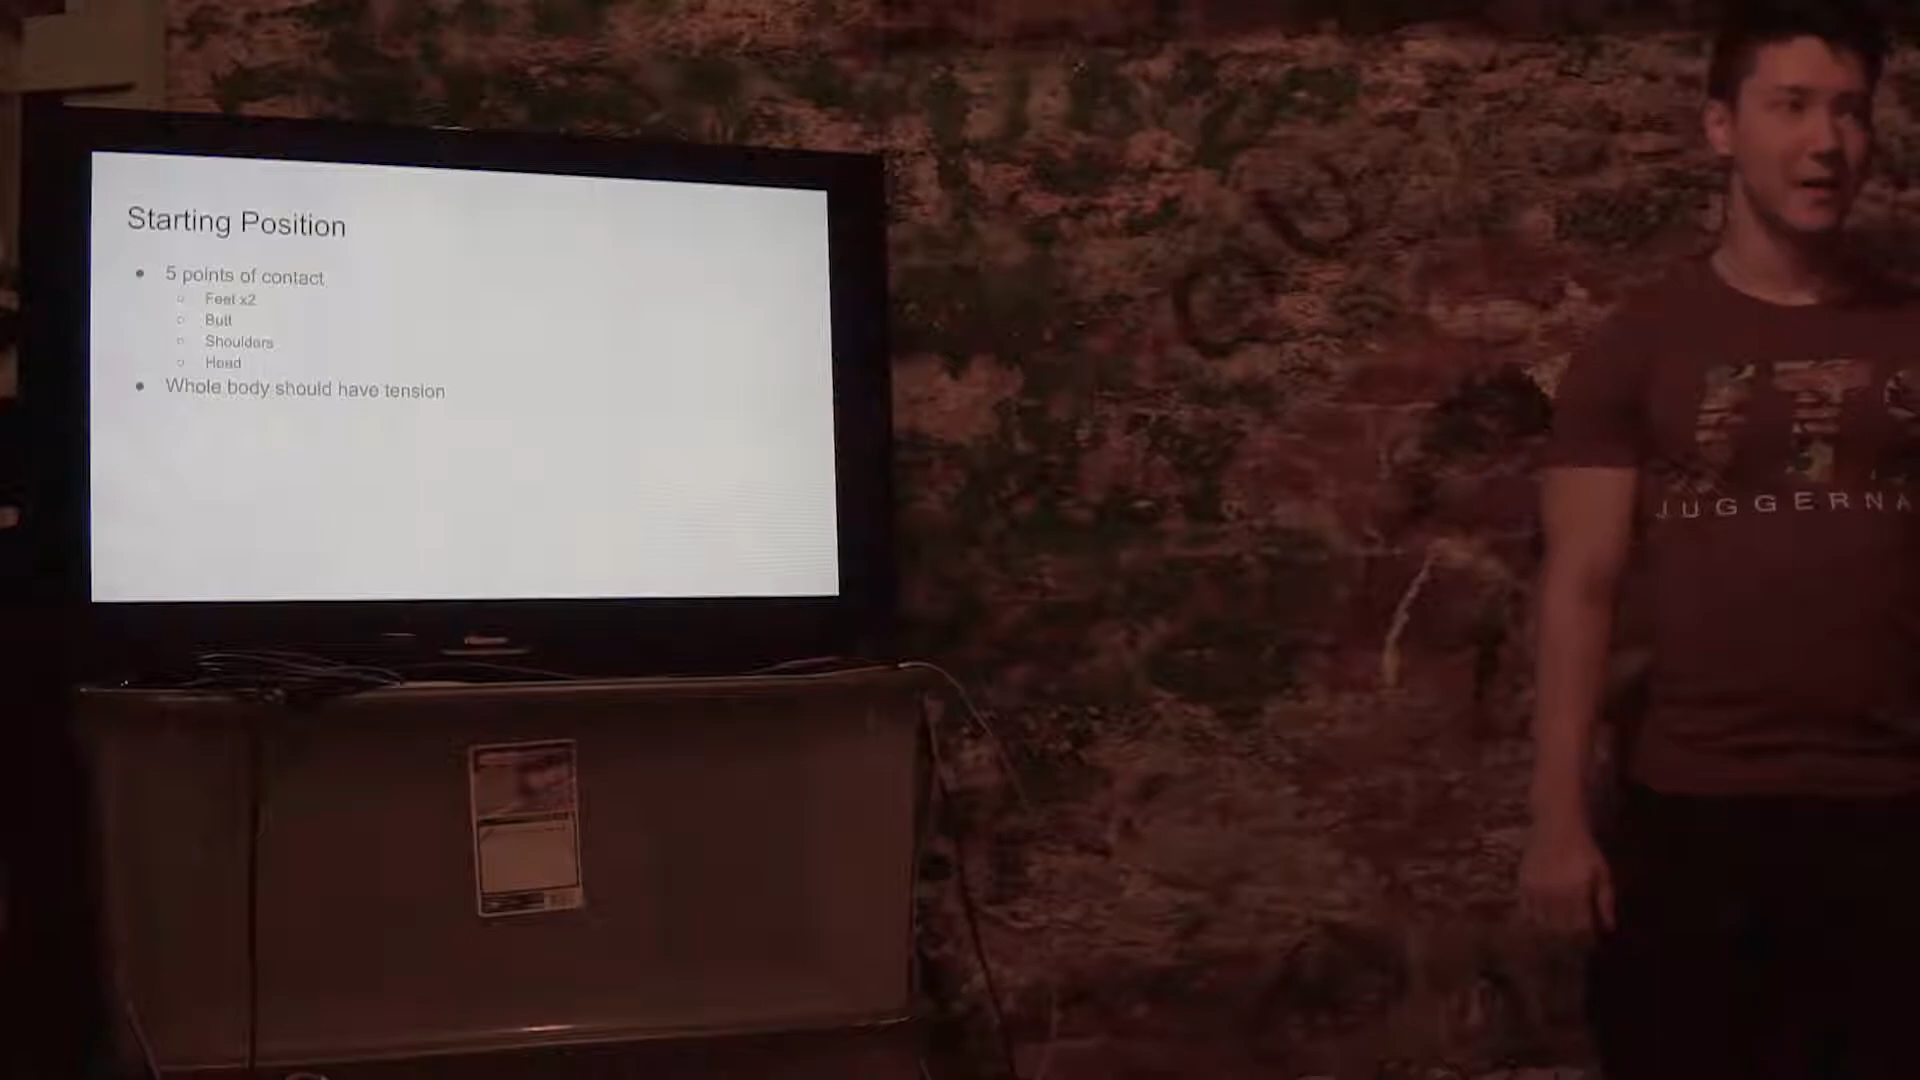 Starting Position
5 points of contact
Feet x2
Butt
Shoulders
Head
Whole body should have tension
JUGGERNA